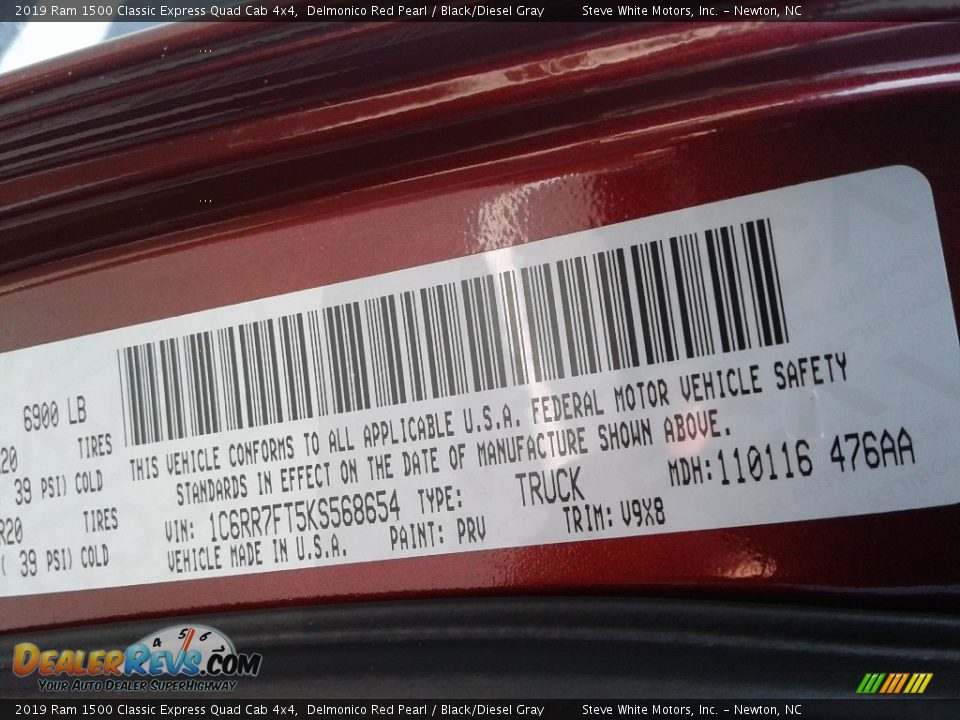 2019 Ram 1500 Classic Express Quad Cab 4x4, Delmonico Red Pearl / Black/Diesel Gray Steve White Motors, Inc. – Newton, NC
6900 LB
TIRES
39 PSI) COLD
R20 TIRES
( 39 PSI) COLD
THIS VEHICLE CONFORMS TO ALL APPLICABLE U.S.A. FEDERAL MOTOR VEHICLE SAFETY
STANDARDS IN EFFECT ON THE DATE OF MANUFACTURE SHOWN ABOVE.
VIN: 1C6RR7FT5KS568654 TYPE: TRUCK MDH:110116 476AA
VEHICLE MADE IN U.S.A. PAINT: PRV TRIM: V9X8
4 5 6
DEALERREVS.COM
YOUR AUTO DEALER SUPERHIGHWAY
2019 Ram 1500 Classic Express Quad Cab 4x4, Delmonico Red Pearl / Black/Diesel Gray Steve White Motors, Inc. – Newton, NC